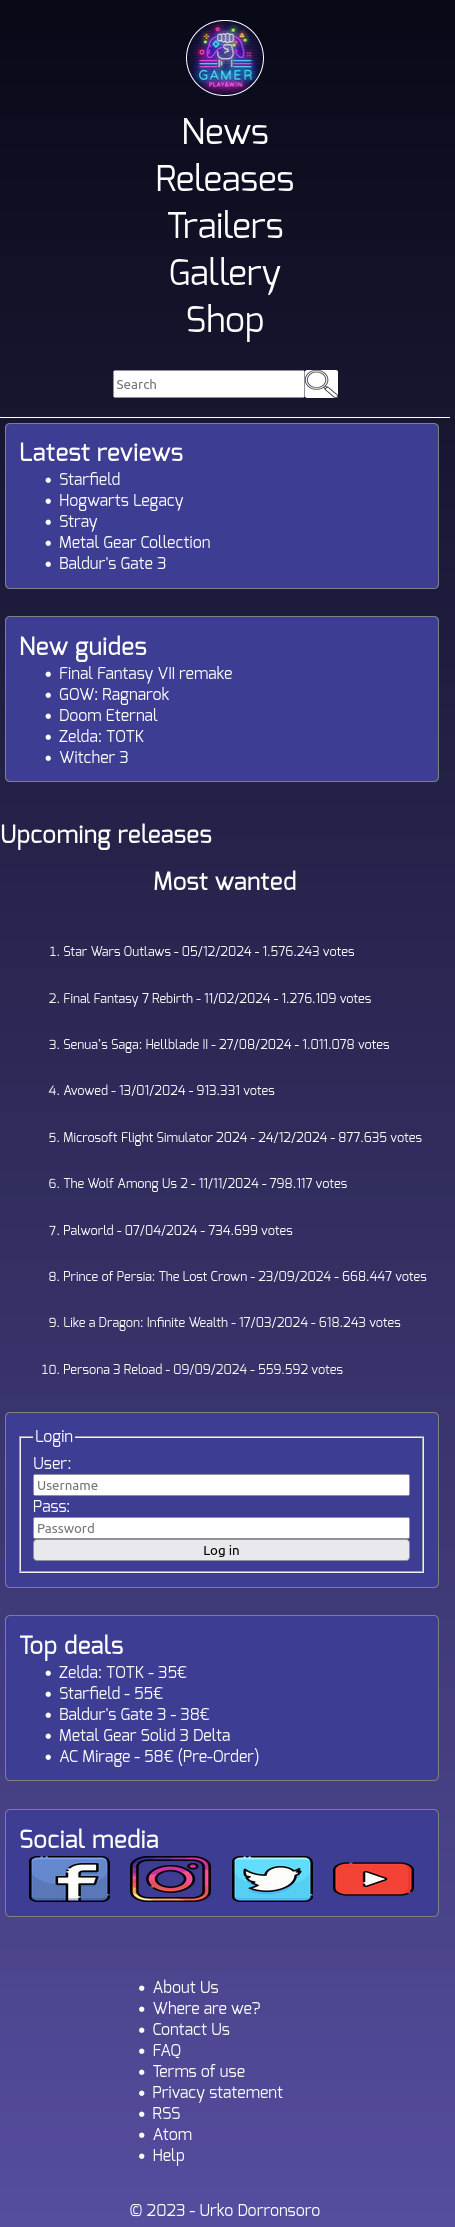 GAMER
PLAY&WIN
News
Releases
Trailers
Gallery
Shop
Search
Latest reviews
• Starfield
• Hogwarts Legacy
• Stray
• Metal Gear Collection
• Baldur's Gate 3
New guides
• Final Fantasy VII remake
• GOW: Ragnarok
• Doom Eternal
• Zelda: TOTK
• Witcher 3
Upcoming releases
Most wanted
1. Star Wars Outlaws - 05/12/2024 - 1.576.243 votes
2. Final Fantasy 7 Rebirth - 11/02/2024 - 1.276.109 votes
3. Senua's Saga: Hellblade II - 27/08/2024 - 1.011.078 votes
4. Avowed - 13/01/2024 - 913.331 votes
5. Microsoft Flight Simulator 2024 - 24/12/2024 - 877.635 votes
6. The Wolf Among Us 2 - 11/11/2024 - 798.117 votes
7. Palworld - 07/04/2024 - 734.699 votes
8. Prince of Persia: The Lost Crown - 23/09/2024 - 668.447 votes
9. Like a Dragon: Infinite Wealth - 17/03/2024 - 618.243 votes
10. Persona 3 Reload - 09/09/2024 - 559.592 votes
Login
User:
Username
Pass:
Password
Log in
Top deals
• Zelda: TOTK - 35€
• Starfield - 55€
• Baldur's Gate 3 - 38€
• Metal Gear Solid 3 Delta
• AC Mirage - 58€ (Pre-Order)
Social media
• About Us
• Where are we?
• Contact Us
• FAQ
• Terms of use
• Privacy statement
• RSS
• Atom
• Help
© 2023 - Urko Dorronsoro